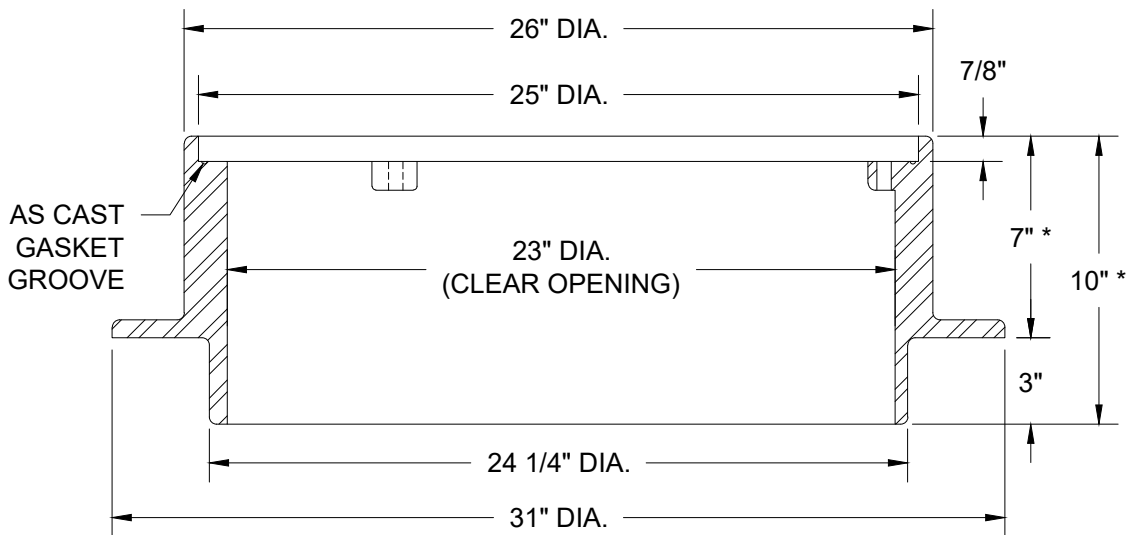 26" DIA.
7/8"
25" DIA.
AS CAST
GASKET
GROOVE
23" DIA.
(CLEAR OPENING)
7" *
10" *
3"
24 1/4" DIA.
31" DIA.